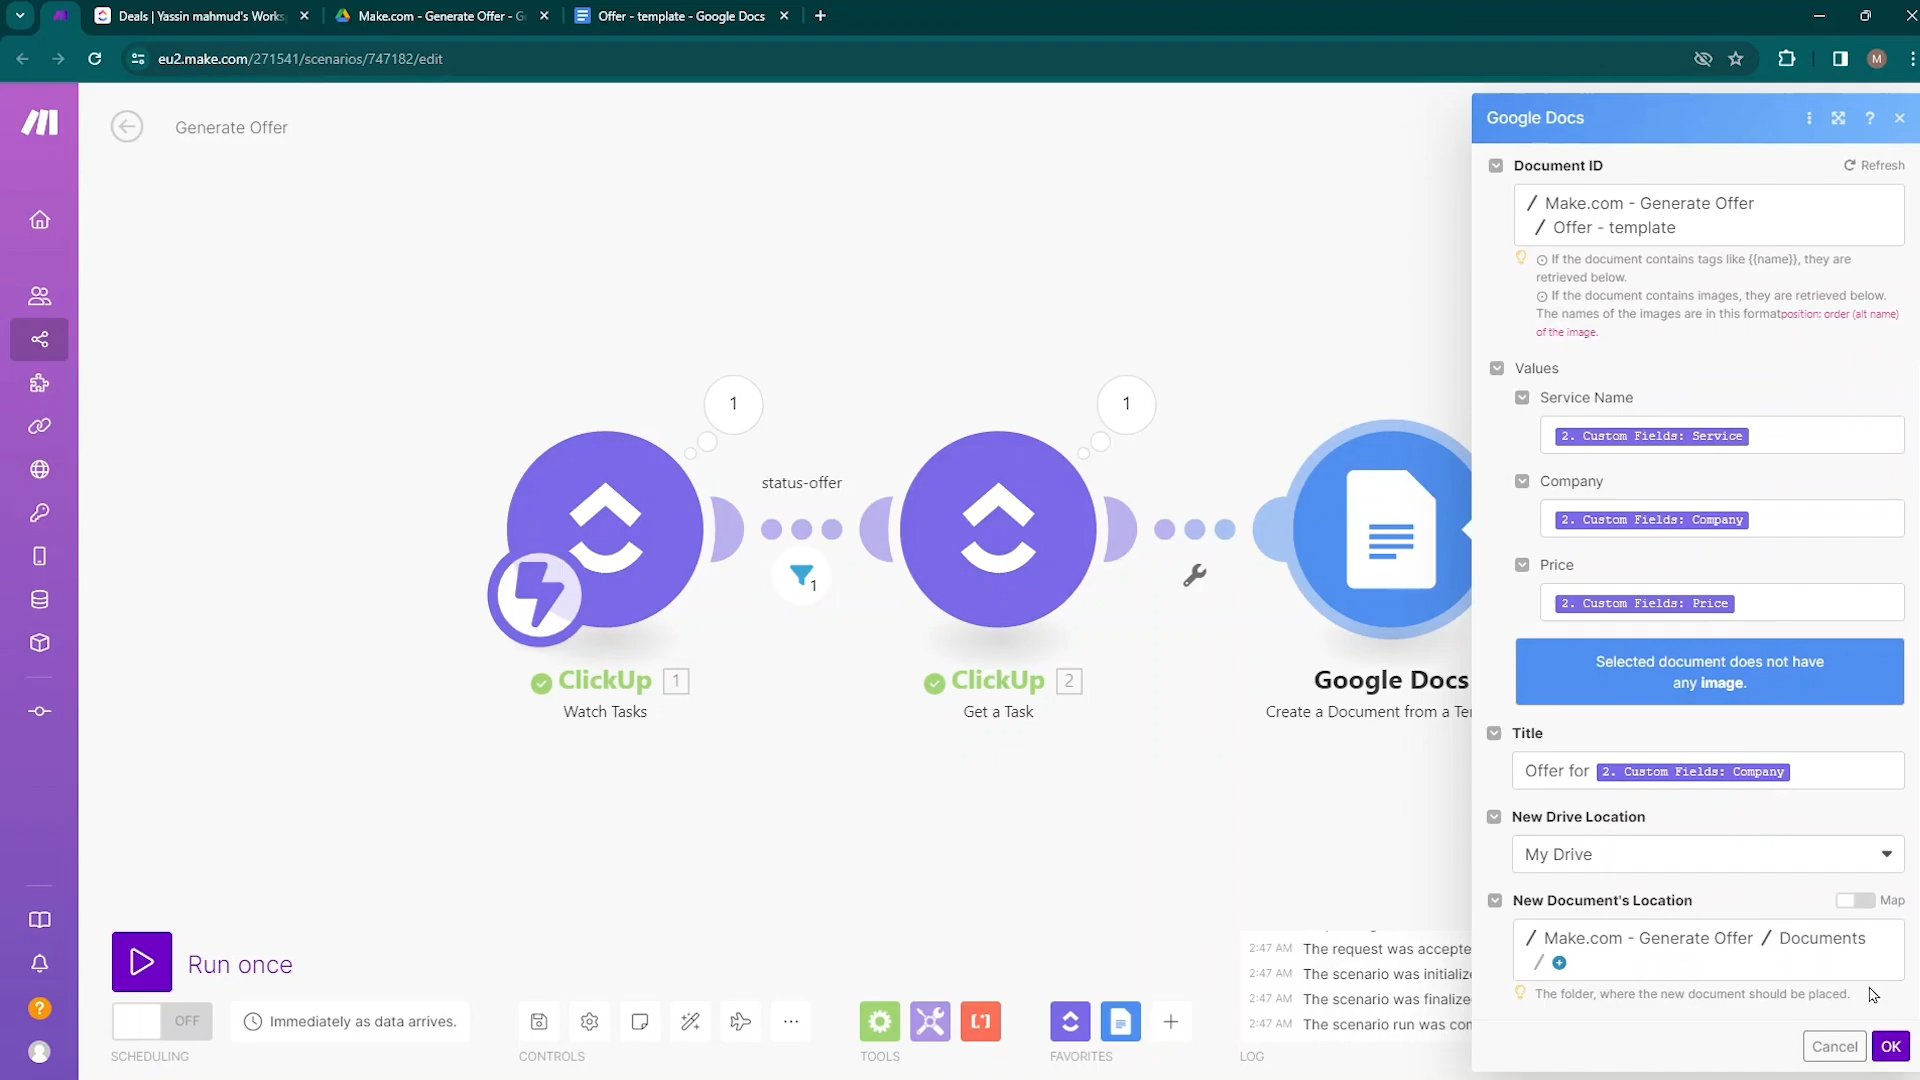 Deals | Yassin mahmud's Works
Make.com - Generate Offer - G
Offer - template - Google Docs
eu2.make.com/271541/scenarios/747182/edit
M
Generate Offer
Google Docs
Document ID
Refresh
/ Make.com - Generate Offer
/ Offer - template
If the document contains tags like {{name}}, they are
retrieved below.
If the document contains images, they are retrieved below.
The names of the images are in this formatposition: order (alt name)
of the image.
Values
Service Name
2. Custom Fields: Service
Company
2. Custom Fields: Company
Price
2. Custom Fields: Price
Selected document does not have
any image.
Title
Offer for 2. Custom Fields: Company
New Drive Location
My Drive
New Document's Location
Map
/ Make.com - Generate Offer / Documents
/
The folder, where the new document should be placed.
Cancel
OK
1
1
status-offer
1
ClickUp 1
Watch Tasks
ClickUp 2
Get a Task
Google Docs
Create a Document from a Te
Run once
OFF
Immediately as data arrives.
SCHEDULING
CONTROLS
TOOLS
FAVORITES
LOG
2:47 AM The request was accepte
2:47 AM The scenario was initializ
2:47 AM The scenario was finalize
2:47 AM The scenario run was con